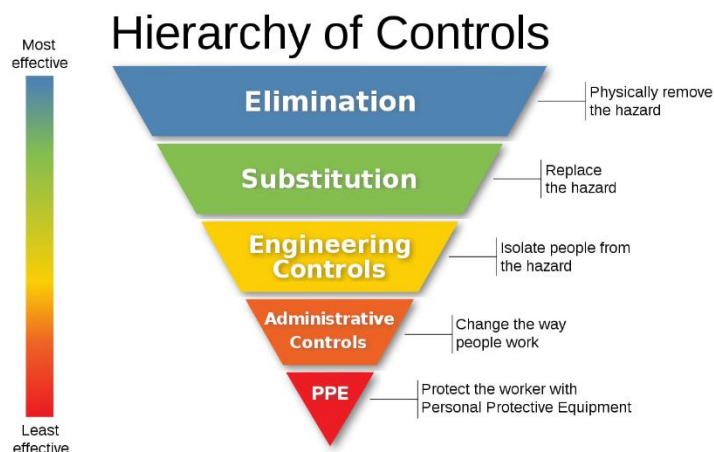 Hierarchy of Controls
Most
effective
Elimination
Physically remove
the hazard
Substitution
Replace
the hazard
Engineering
Controls
Isolate people from
the hazard
Administrative
Controls
Change the way
people work
PPE
Protect the worker with
Personal Protective Equipment
Least
effective